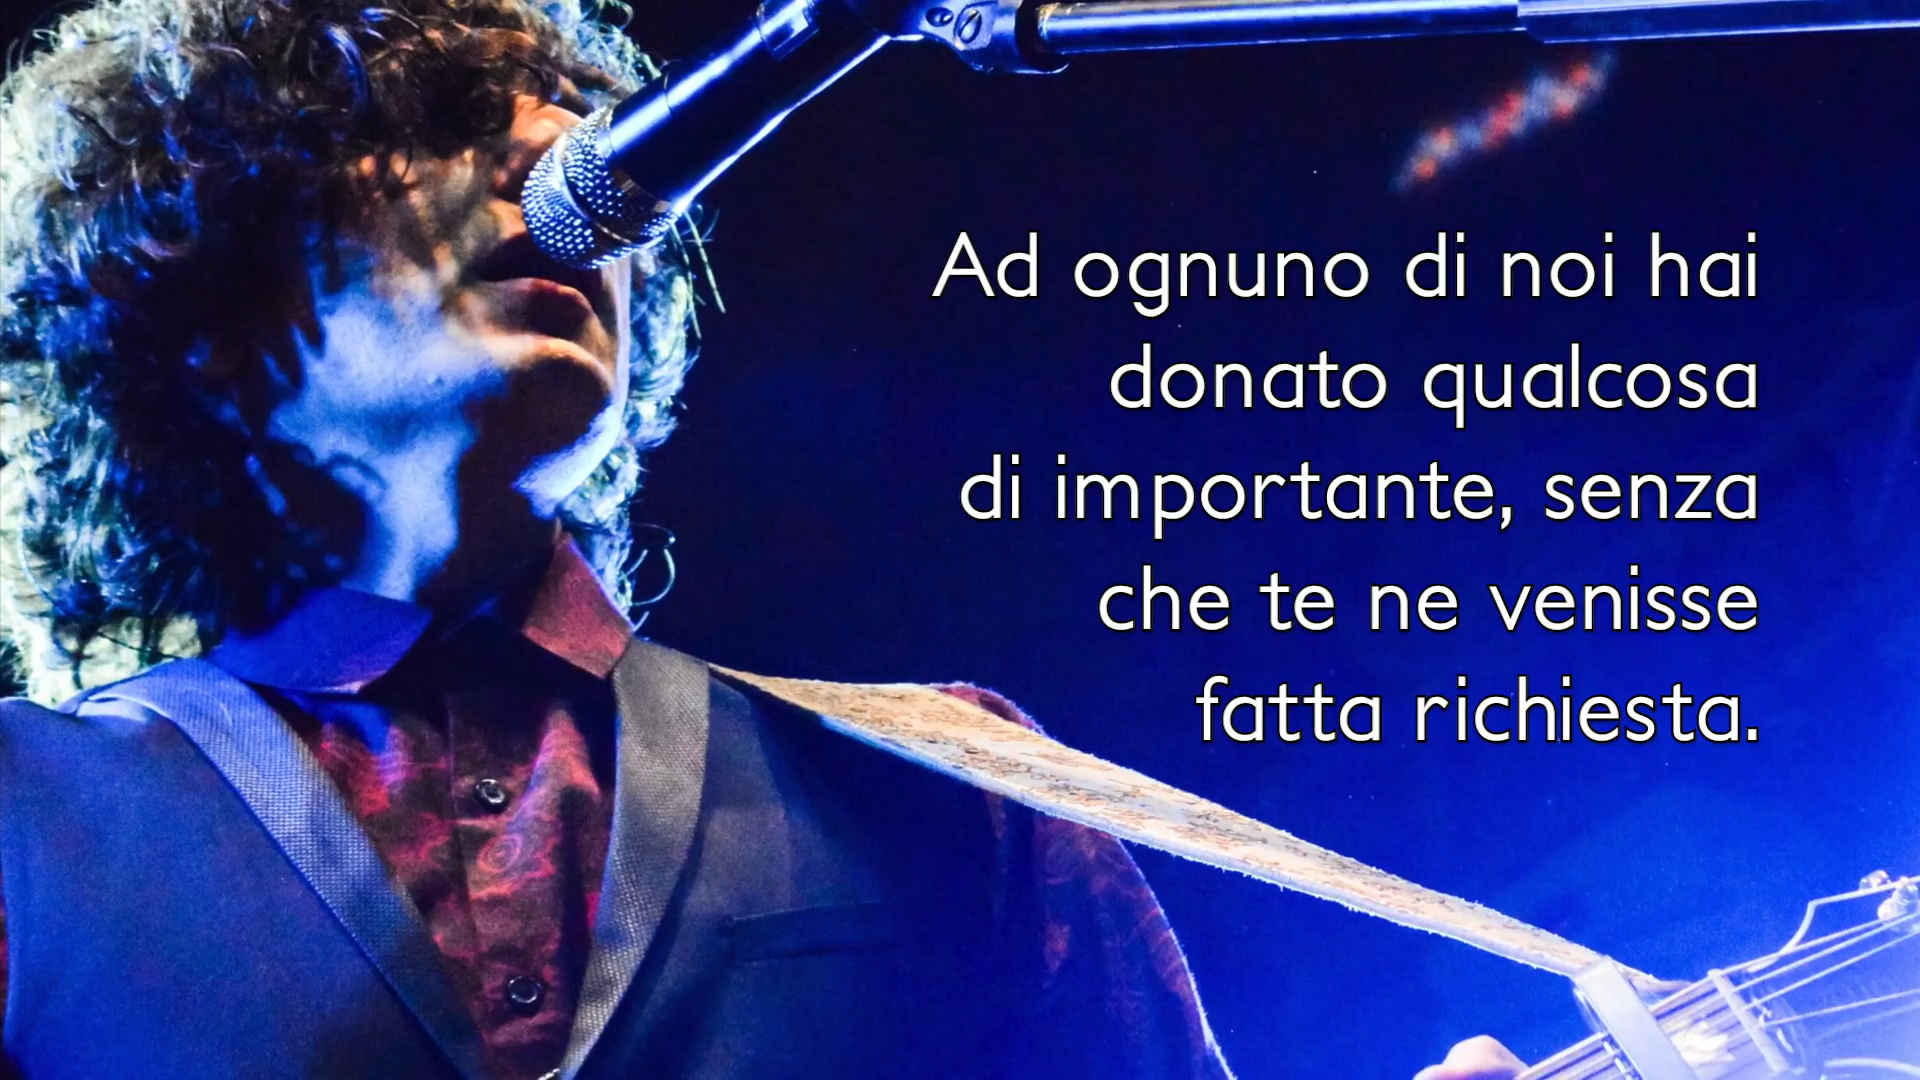 Ad ognuno di noi hai
donato qualcosa
di importante, senza
che te ne venisse
fatta richiesta.